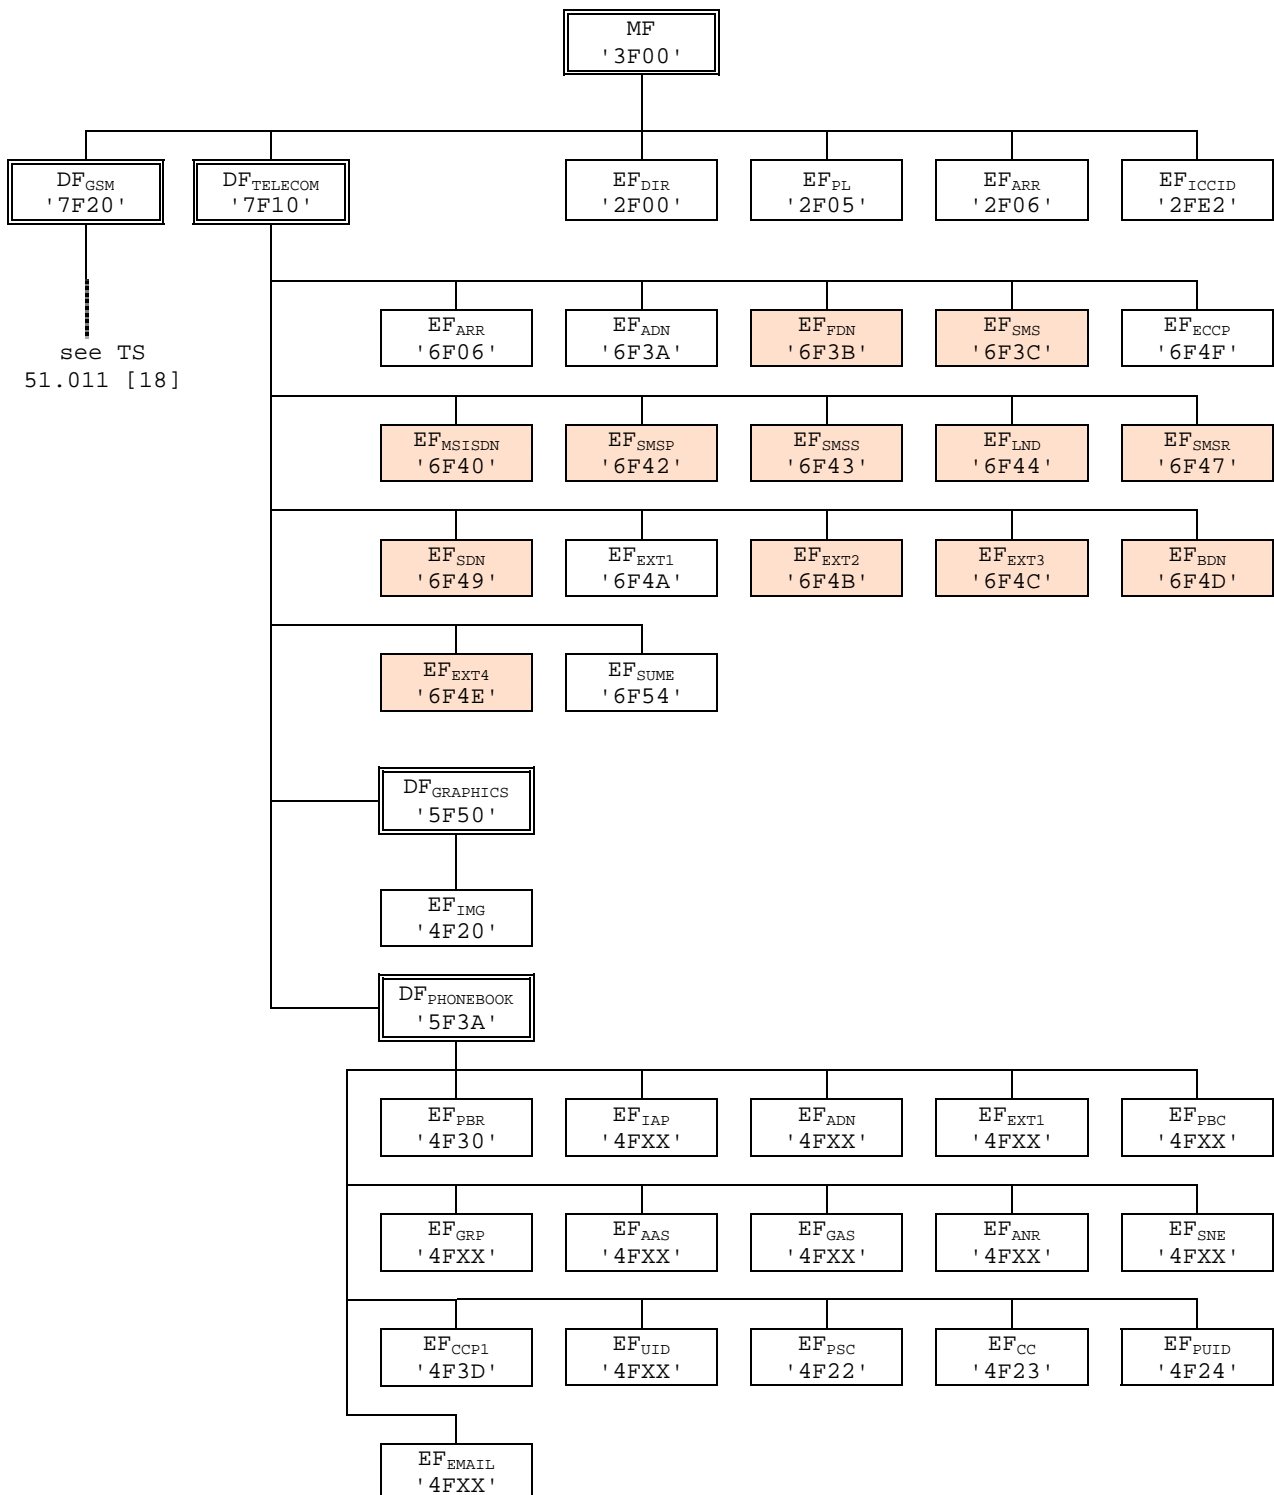 MF
'3F00'
DFGSM
'7F20'
DFTELECOM
'7F10'
EFDIR
'2F00'
EFPL
'2F05'
EFARR
'2F06'
EFICCID
'2FE2'
see TS
51.011 [18]
EFARR
'6F06'
EFADN
'6F3A'
EFFDN
'6F3B'
EFSMS
'6F3C'
EFECCP
'6F4F'
EFMSISDN
'6F40'
EFSMSP
'6F42'
EFSMSS
'6F43'
EFLND
'6F44'
EFSMSR
'6F47'
EFSDN
'6F49'
EFEXT1
'6F4A'
EFEXT2
'6F4B'
EFEXT3
'6F4C'
EFBDN
'6F4D'
EFEXT4
'6F4E'
EFSUME
'6F54'
DFGRAPHICS
'5F50'
EFIMG
'4F20'
DFPHONEBOOK
'5F3A'
EFPBR
'4F30'
EFIAP
'4FXX'
EFADN
'4FXX'
EFEXT1
'4FXX'
EFPBC
'4FXX'
EFGRP
'4FXX'
EFAAS
'4FXX'
EFGAS
'4FXX'
EFANR
'4FXX'
EFSNE
'4FXX'
EFCCP1
'4F3D'
EFUID
'4FXX'
EFPSC
'4F22'
EFCC
'4F23'
EFPUID
'4F24'
EFEMAIL
'4FXX'